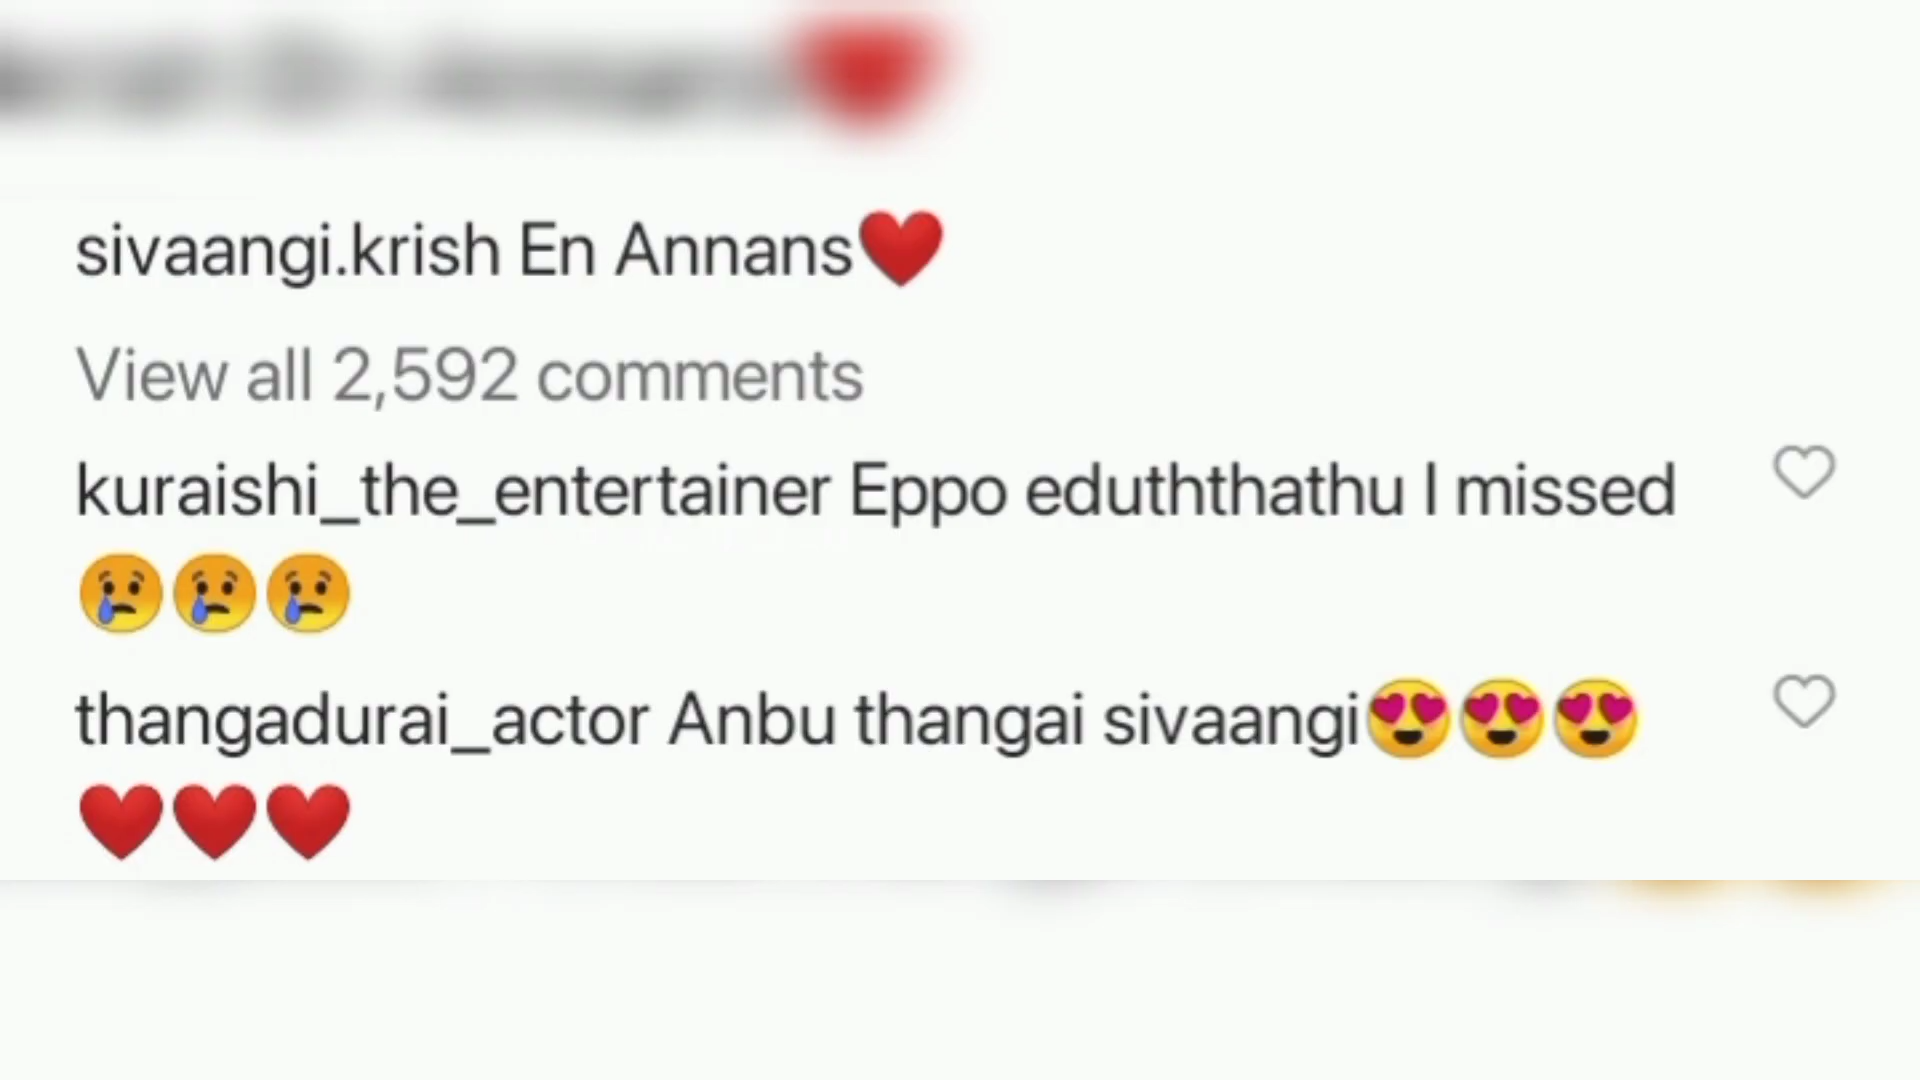 sivaangi.krish En Annans❤️
View all 2,592 comments
kuraishi_the_entertainer Eppo eduththathu I missed
😢😢😢
thangadurai_actor Anbu thangai sivaangi😍😍😍
❤️❤️❤️